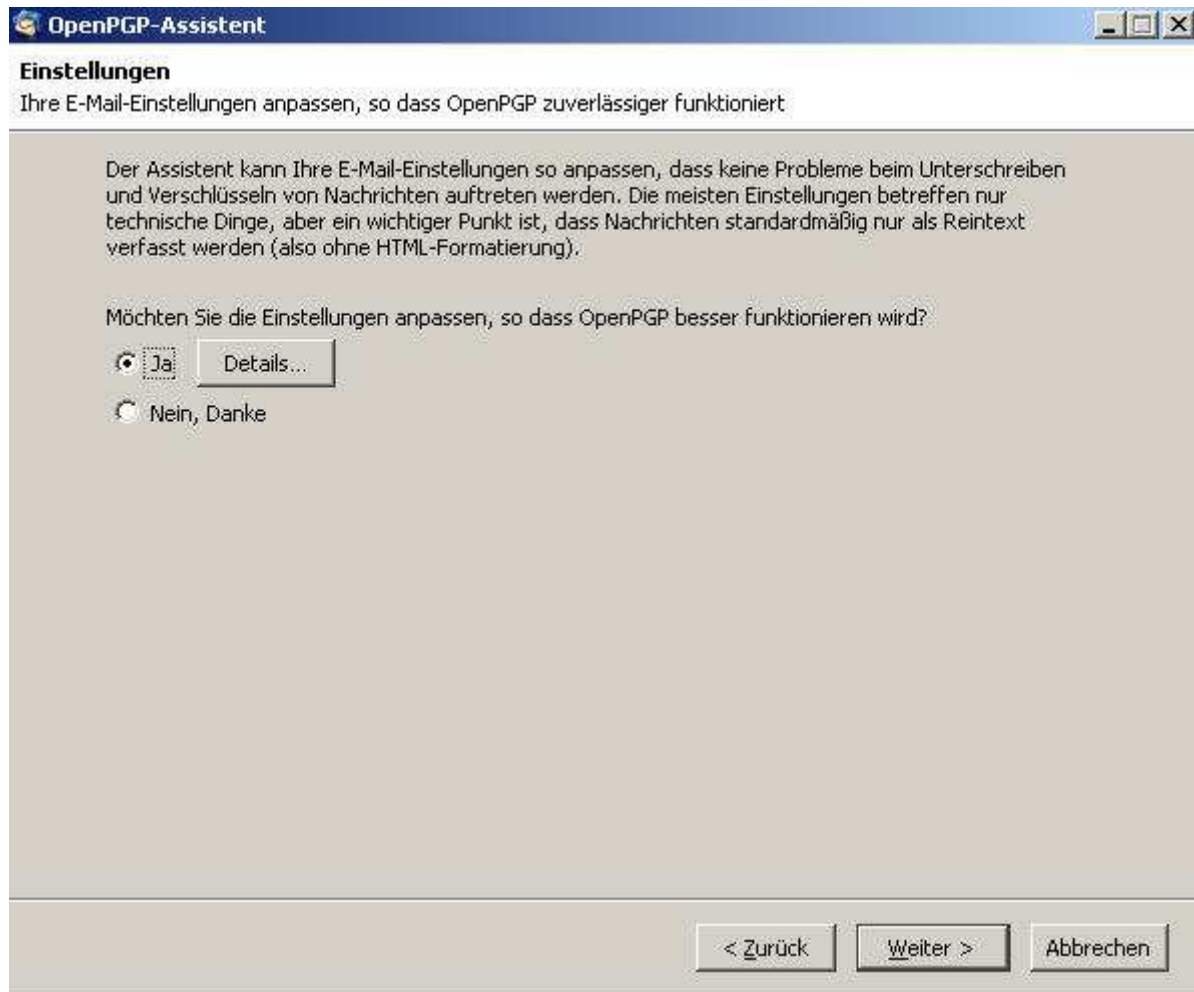 OpenPGP-Assistent
Einstellungen
Ihre E-Mail-Einstellungen anpassen, so dass OpenPGP zuverlässiger funktioniert
Der Assistent kann Ihre E-Mail-Einstellungen so anpassen, dass keine Probleme beim Unterschreiben
und Verschlüsseln von Nachrichten auftreten werden. Die meisten Einstellungen betreffen nur
technische Dinge, aber ein wichtiger Punkt ist, dass Nachrichten standardmäßig nur als Reintext
verfasst werden (also ohne HTML-Formatierung).
Möchten Sie die Einstellungen anpassen, so dass OpenPGP besser funktionieren wird?
Ja Details...
Nein, Danke
< Zurück Weiter > Abbrechen